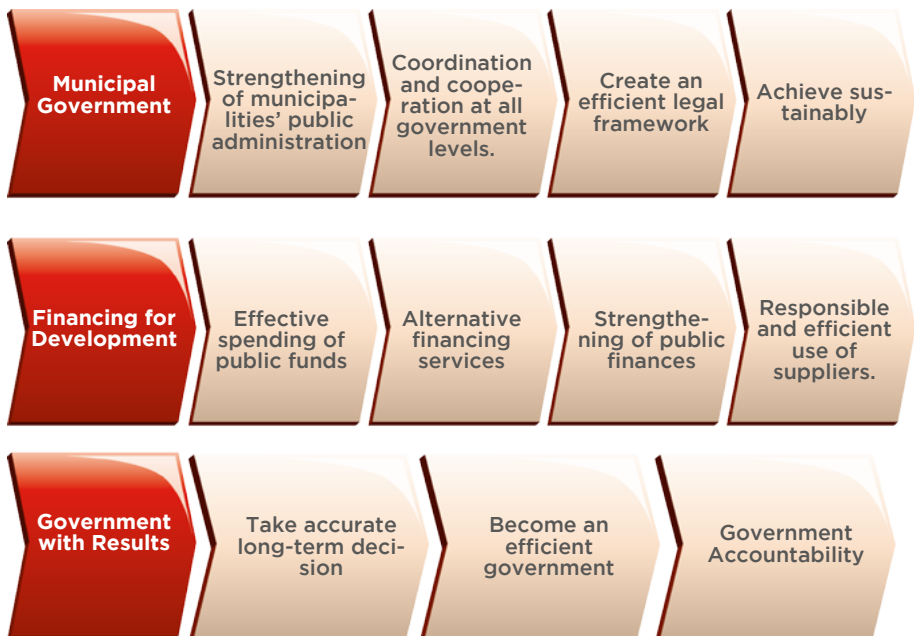 Municipal
Government
Strengthening
of municipa-
lities’ public
administration
Coordination
and coope-
ration at all
government
levels.
Create an
efficient legal
framework
Achieve sus-
tainably
Financing for
Development
Effective
spending of
public funds
Alternative
financing
services
Strengthe-
ning of public
finances
Responsible
and efficient
use of
suppliers.
Government
with Results
Take accurate
long-term deci-
sion
Become an
efficient
government
Government
Accountability